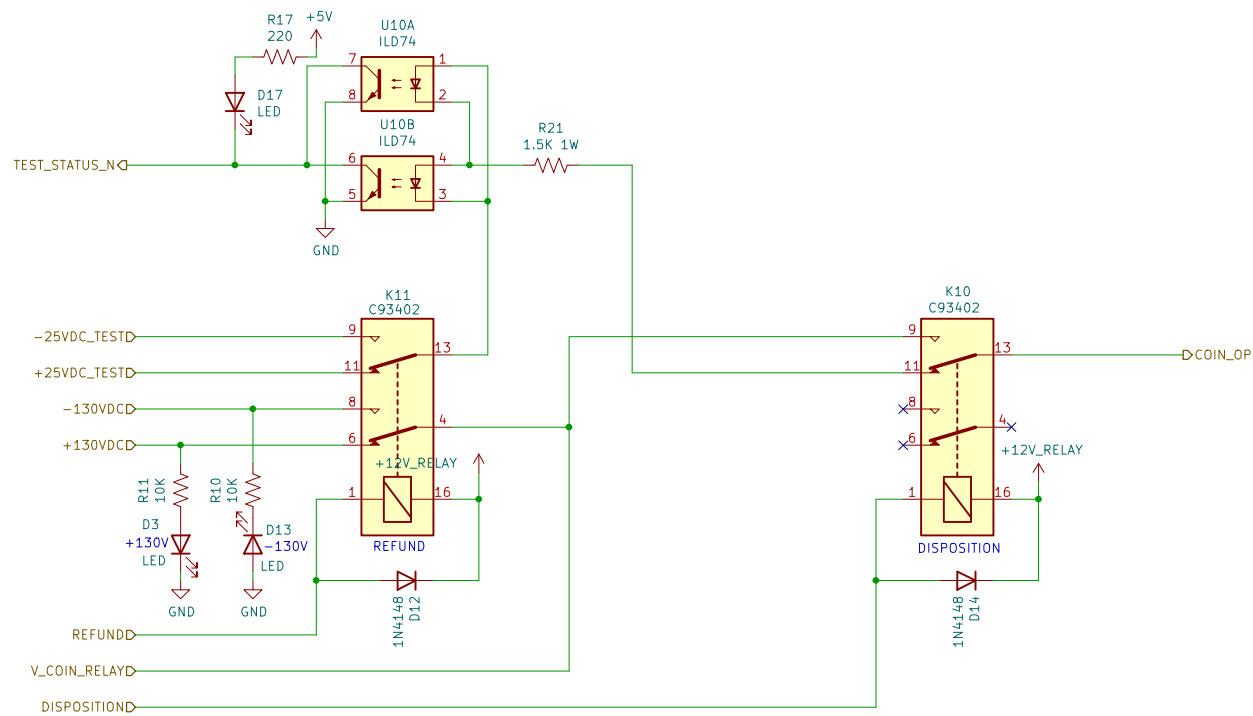 R17
220
+5V
U10A
ILD74
7
1
8
2
D17
LED
U10B
ILD74
R21
1.5K 1W
TEST_STATUS_N
6
4
5
3
GND
K11
C93402
K10
C93402
-25VDC_TEST
9
13
+25VDC_TEST
11
-130VDC
8
4
+130VDC
6
+12V_RELAY
1
16
REFUND
9
13
COIN_OP
11
8
4
6
+12V_RELAY
1
16
DISPOSITION
R11
10K
R10
10K
D3
+130V
LED
D13
-130V
LED
GND
GND
1N4148
D12
1N4148
D14
REFUND
V_COIN_RELAY
DISPOSITION